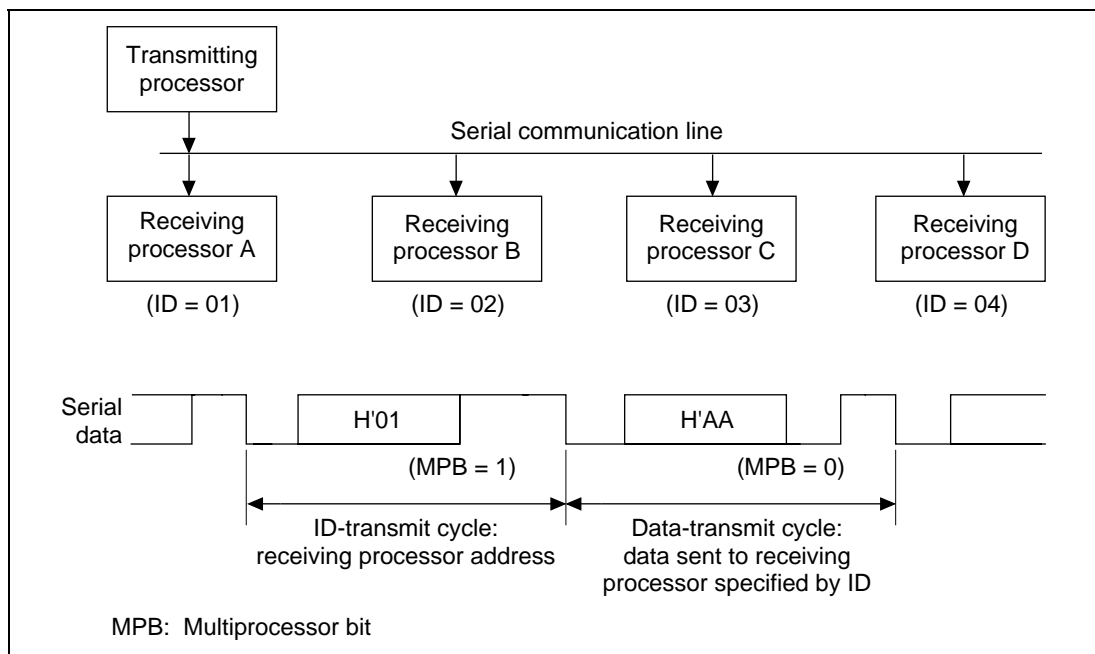 Transmitting
processor
Serial communication line
Receiving
processor A
Receiving
processor B
Receiving
processor C
Receiving
processor D
(ID = 01)
(ID = 02)
(ID = 03)
(ID = 04)
Serial
data
H'01
H'AA
(MPB = 1)
(MPB = 0)
ID-transmit cycle:
receiving processor address
Data-transmit cycle:
data sent to receiving
processor specified by ID
MPB: Multiprocessor bit